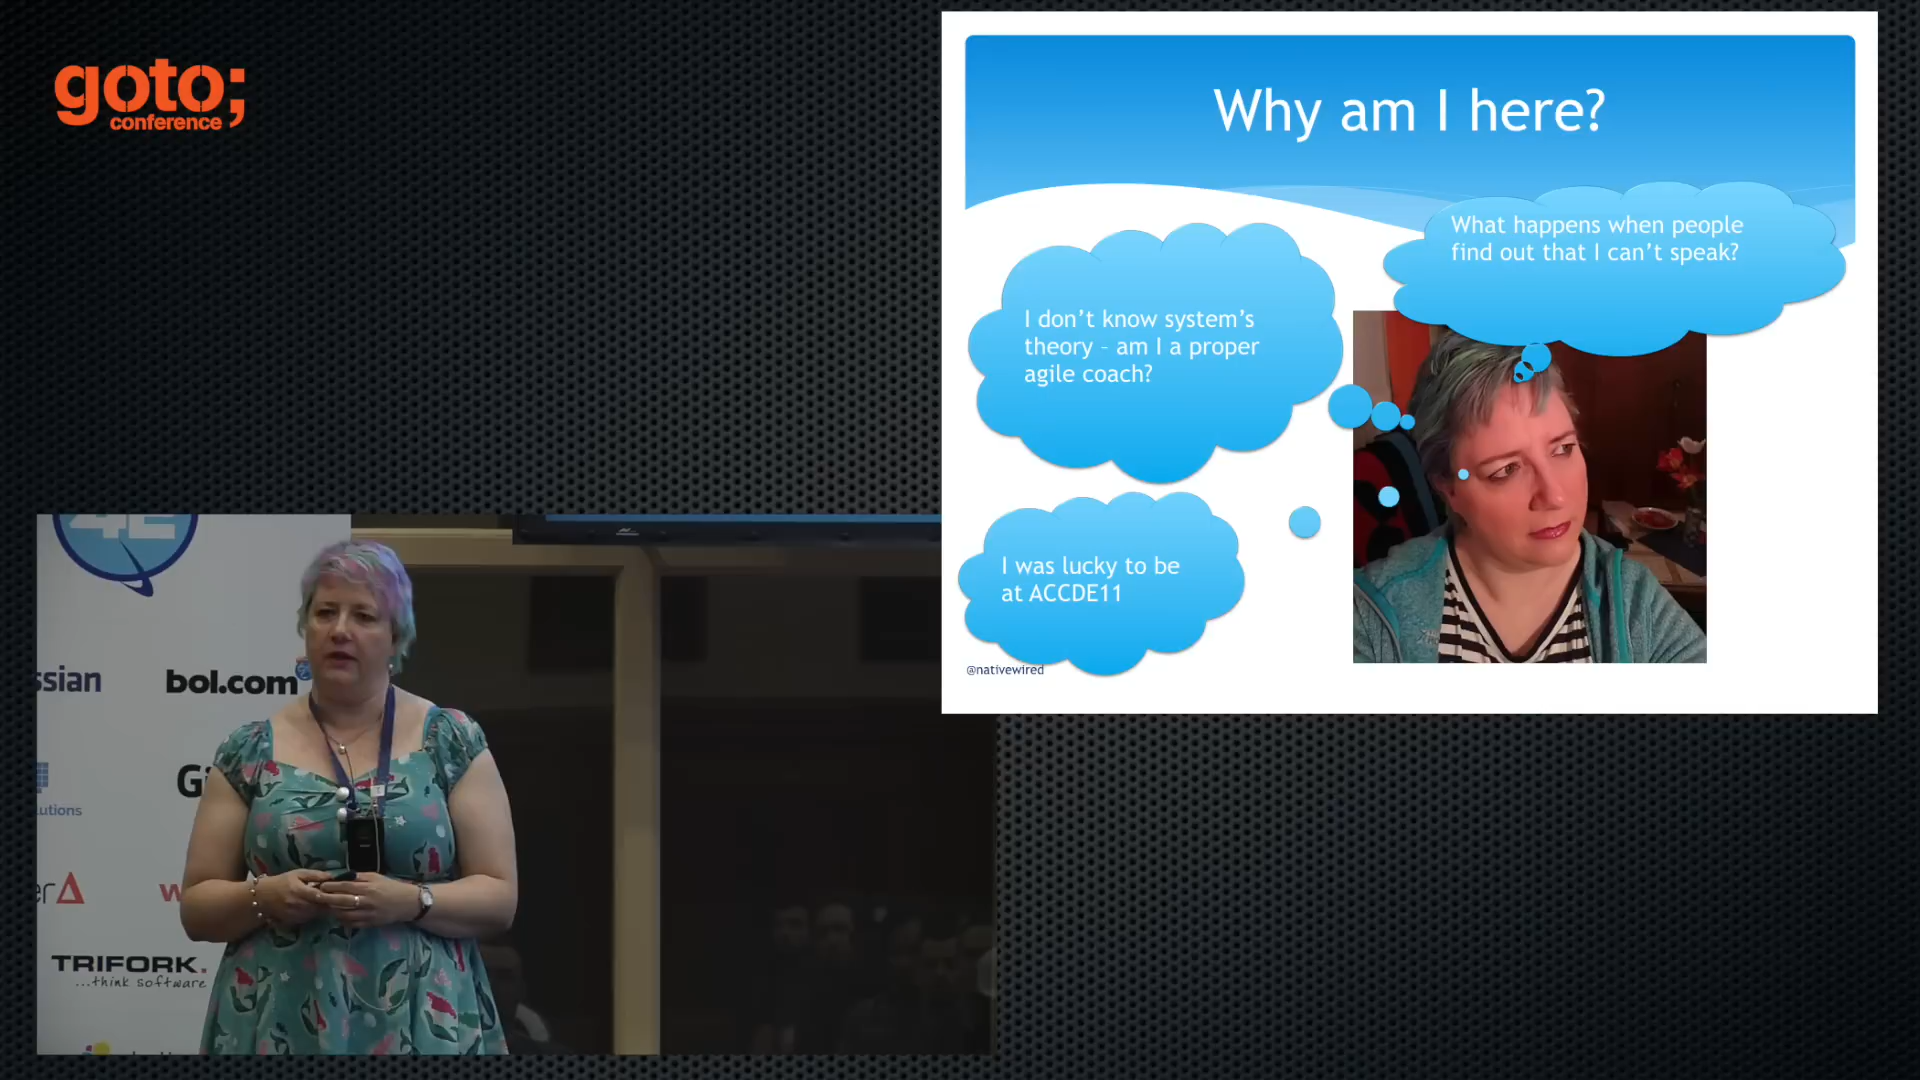 goto;
conference
Why am I here?
What happens when people
find out that I can't speak?
I don't know system's
theory – am I a proper
agile coach?
I was lucky to be
at ACCDE11
@nativewired
ssian
bol.com
utions
TRIFORK.
...think software